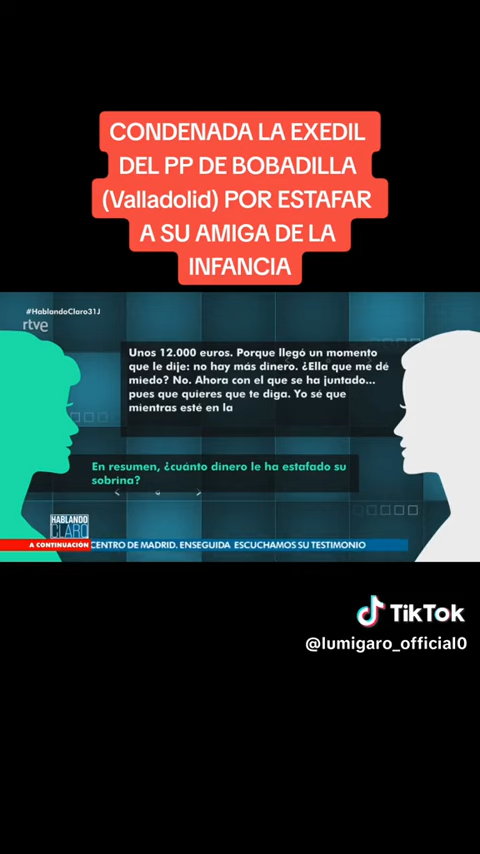 CONDENADA LA EXEDIL
DEL PP DE BOBADILLA
(Valladolid) POR ESTAFAR
A SU AMIGA DE LA
INFANCIA
#HablandoClaro31J
rtve
Unos 12.000 euros. Porque llegó un momento
que le dije: no hay más dinero. ¿Ella que me dé
miedo? No. Ahora con el que se ha juntado...
pues que quieres que te diga. Yo sé que
mientras esté en la
En resumen, ¿cuánto dinero le ha estafado su
sobrina?
HABLANDO
CLARO
A CONTINUACIÓN CENTRO DE MADRID. ENSEGUIDA ESCUCHAMOS SU TESTIMONIO
TikTok
@lumigaro_official0